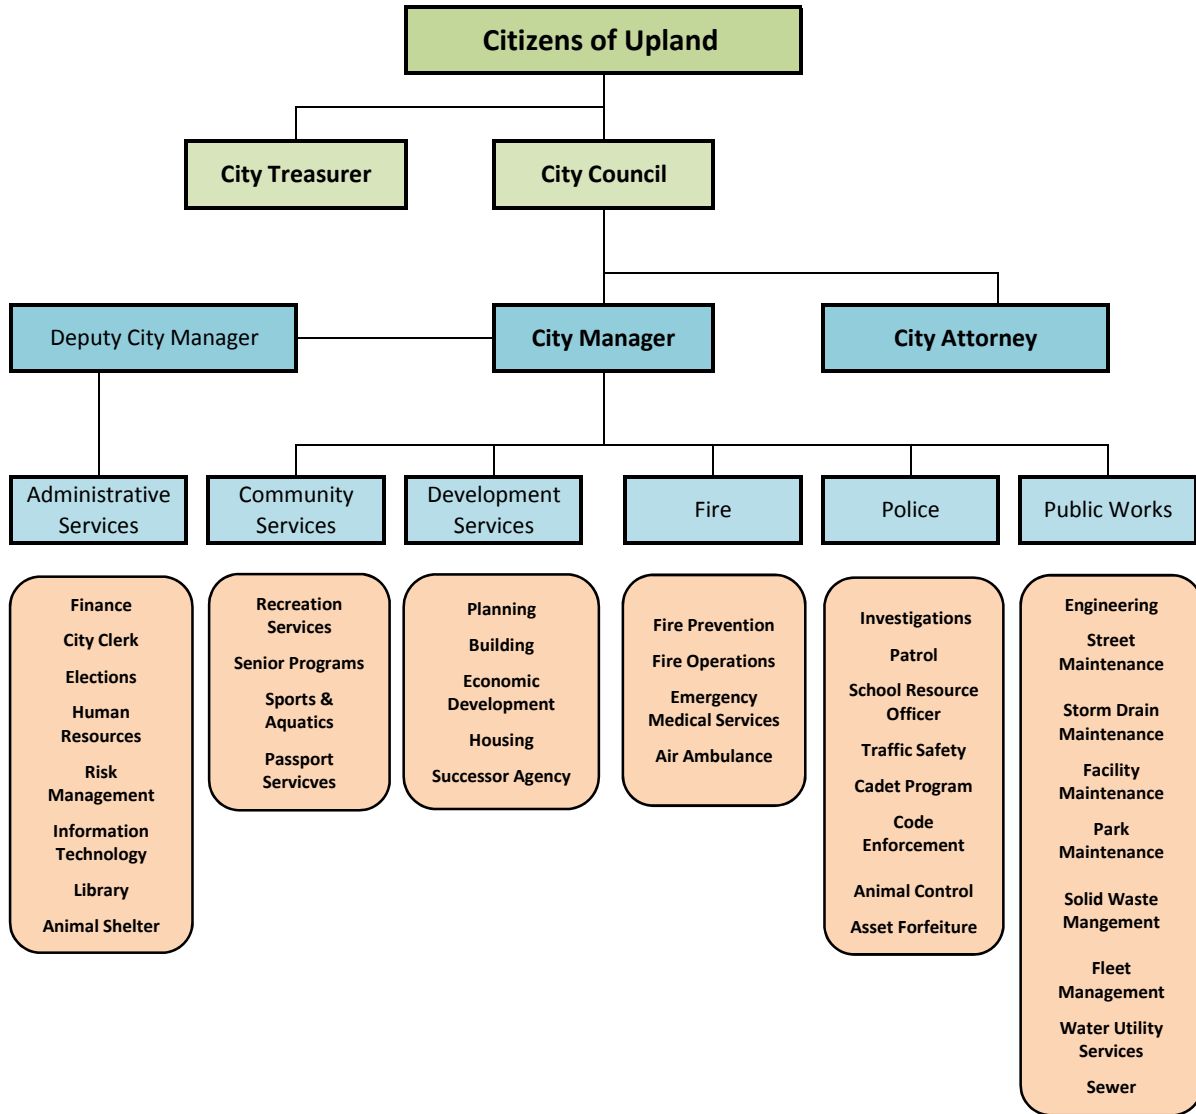 Citizens of Upland
City Treasurer
City Council
Deputy City Manager
City Manager
City Attorney
Administrative
Services
Community
Services
Development
Services
Fire
Police
Public Works
Finance
City Clerk
Elections
Human
Resources
Risk
Management
Information
Technology
Library
Animal Shelter
Recreation
Services
Senior Programs
Sports &
Aquatics
Passport
Servicves
Planning
Building
Economic
Development
Housing
Successor Agency
Fire Prevention
Fire Operations
Emergency
Medical Services
Air Ambulance
Investigations
Patrol
School Resource
Officer
Traffic Safety
Cadet Program
Code
Enforcement
Animal Control
Asset Forfeiture
Engineering
Street
Maintenance
Storm Drain
Maintenance
Facility
Maintenance
Park
Maintenance
Solid Waste
Mangement
Fleet
Management
Water Utility
Services
Sewer